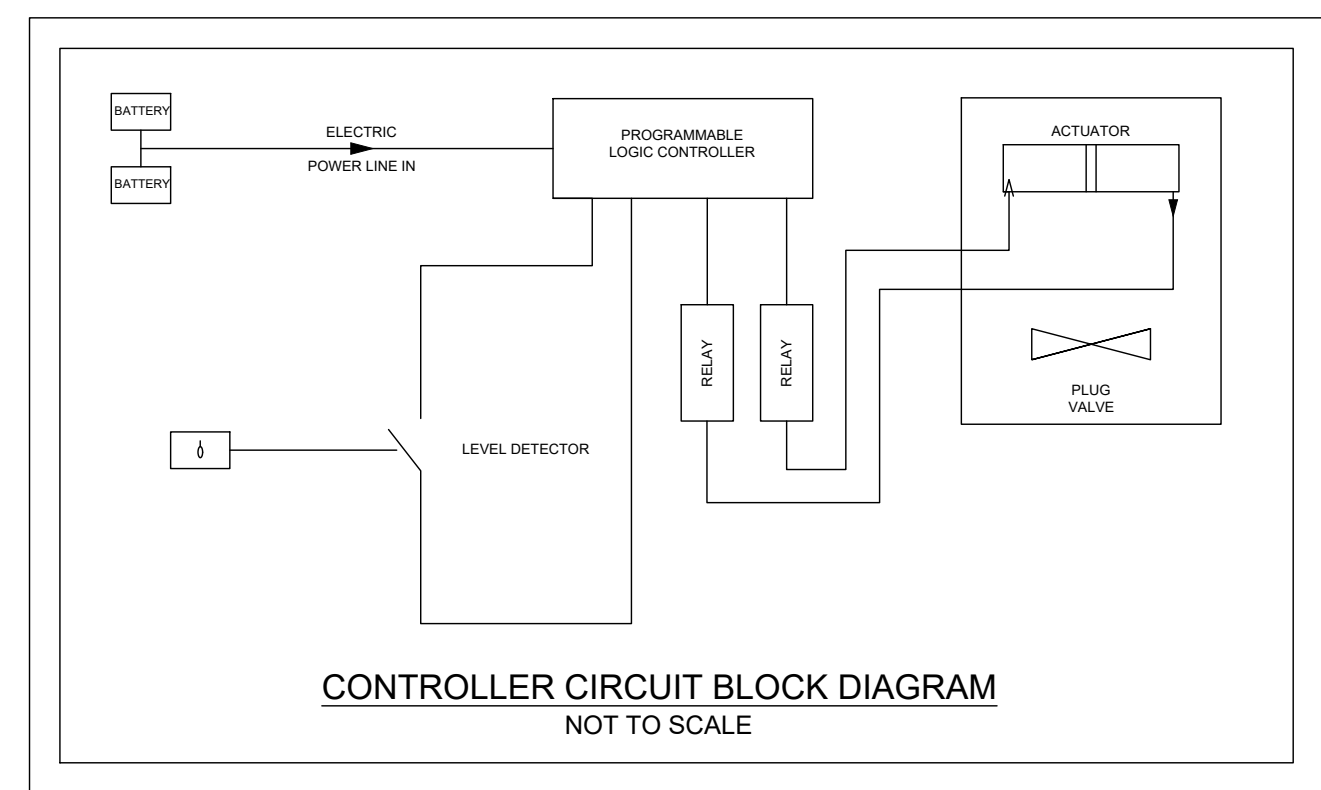 BATTERY
BATTERY
ELECTRIC
POWER LINE IN
PROGRAMMABLE
LOGIC CONTROLLER
ACTUATOR
RELAY
RELAY
PLUG
VALVE
LEVEL DETECTOR
CONTROLLER CIRCUIT BLOCK DIAGRAM
NOT TO SCALE